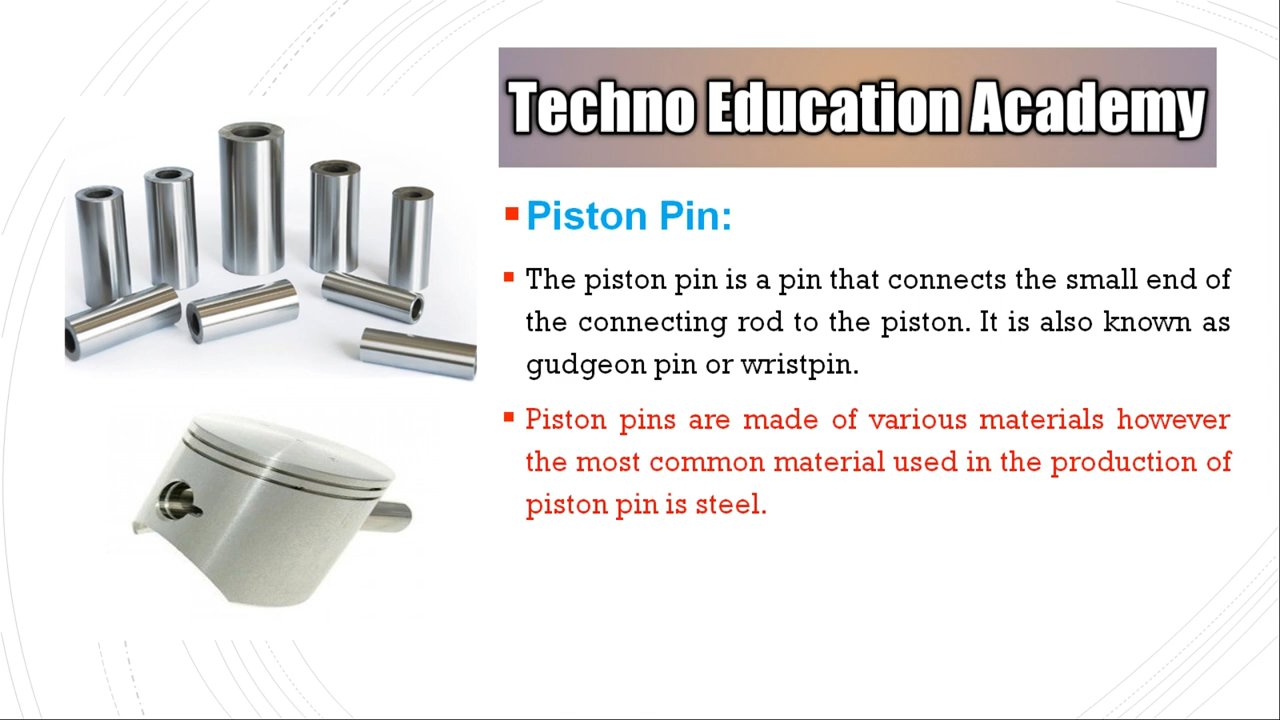 Techno Education Academy
Piston Pin:
The piston pin is a pin that connects the small end of
the connecting rod to the piston. It is also known as
gudgeon pin or wristpin.
Piston pins are made of various materials however
the most common material used in the production of
piston pin is steel.